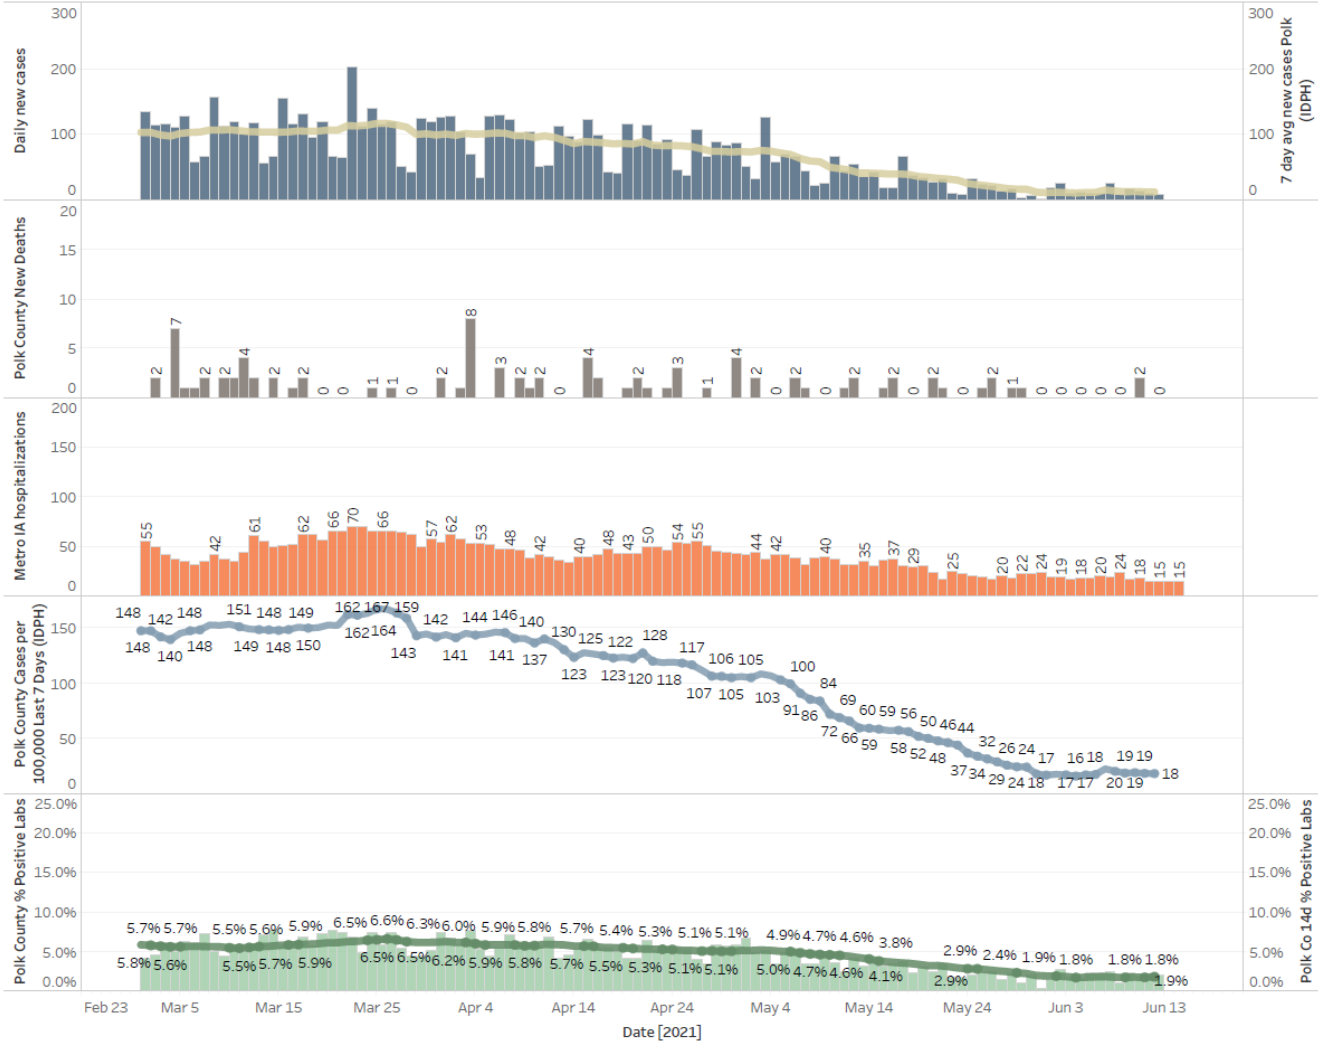 300
200
100
0
Daily new cases
300
200
100
0
7 day avg new cases Polk
(IDPH)
20
15
10
5
0
Polk County New Deaths
2 7 2 2 4 2 2 0 0 1 1 0 2 8 3 2 2 0 4 2 3 1 4 2 2 0 2 2 0 2 0 2 1 0 0 0 0 0 2 0
200
150
100
50
0
Metro IA hospitalizations
55 42 61 62 66 70 66 57 62 53 48 42 40 48 43 50 54 55 44 42 40 35 37 29 25 20 22 24 19 18 20 24 18 15 15
150
100
50
0
Polk County Cases per
100,000 Last 7 Days (IDPH)
148 142 148 151 148 149 162 167 159 142 144 146 140 130 125 122 128 117 106 105 100 84 69 60 59 56 50 46 44 32 26 24 17 16 18 19 19
148 140 148 149 148 150 162 164 143 141 141 137 123 123 120 118 107 105 103 91 86 72 66 59 58 52 48 37 34 29 24 18 17 17 20 19 18
25.0%
20.0%
15.0%
10.0%
5.0%
0.0%
Polk County % Positive Labs
5.7% 5.7% 5.5% 5.6% 5.9% 6.5% 6.6% 6.3% 6.0% 5.9% 5.8% 5.7% 5.4% 5.3% 5.1% 5.1% 4.9% 4.7% 4.6% 3.8% 2.9% 2.4% 1.9% 1.8% 1.8% 1.8%
5.8% 5.6% 5.5% 5.7% 5.9% 6.5% 6.5% 6.2% 5.9% 5.8% 5.7% 5.5% 5.3% 5.1% 5.1% 5.0% 4.7% 4.6% 4.1% 2.9% 1.9%
25.0%
20.0%
15.0%
10.0%
5.0%
0.0%
Polk Co 14d % Positive Labs
Feb 23 Mar 5 Mar 15 Mar 25 Apr 4 Apr 14 Apr 24 May 4 May 14 May 24 Jun 3 Jun 13
Date [2021]